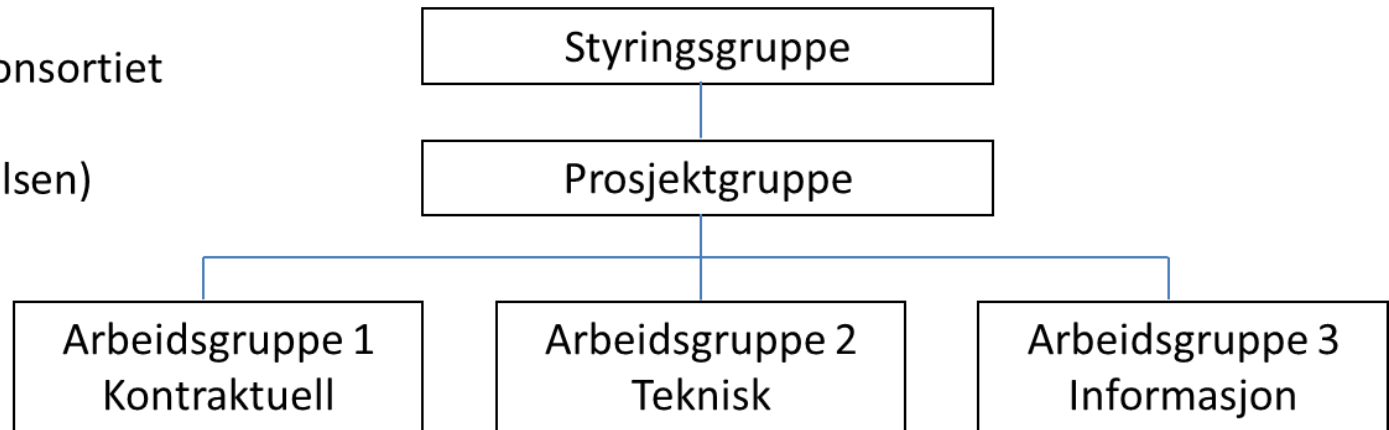 onsortiet
Styringsgruppe
lsen)
Prosjektgruppe
Arbeidsgruppe 1
Kontraktuell
Arbeidsgruppe 2
Teknisk
Arbeidsgruppe 3
Informasjon